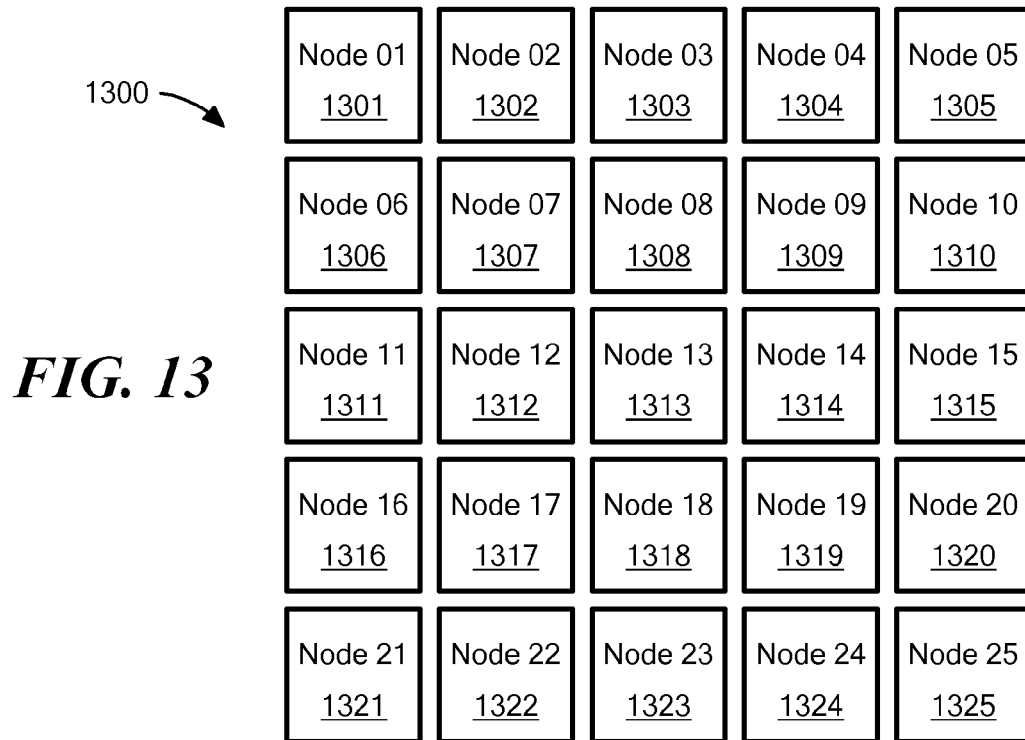 Node 01 Node 02 Node 03 Node 04 Node 05
1300
1301 1302 1303 1304 1305
Node 06 Node 07 Node 08 Node 09 Node 10
1306 1307 1308 1309 1310
Node 11 Node 12 Node 13 Node 14 Node 15
FIG. 13
1311 1312 1313 1314 1315
Node 16 Node 17 Node 18 Node 19 Node 20
1316 1317 1318 1319 1320
Node 21 Node 22 Node 23 Node 24 Node 25
1321 1322 1323 1324 1325